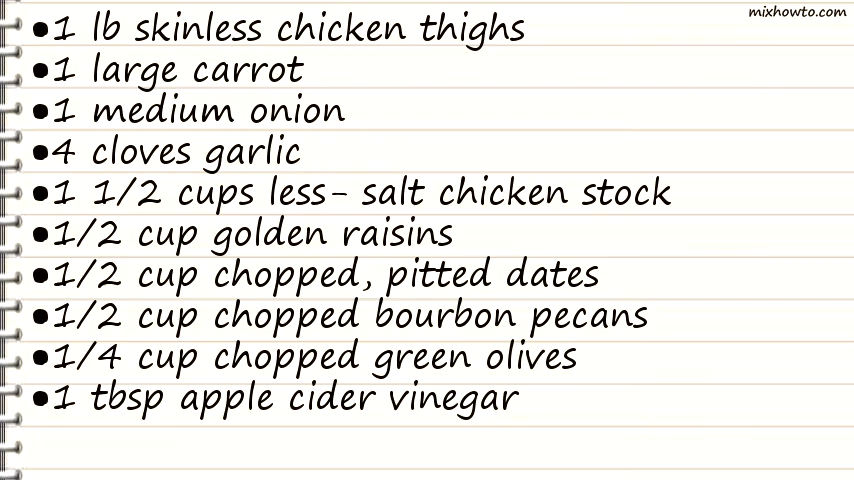 mixhowto.com
•1 lb skinless chicken thighs
•1 large carrot
•1 medium onion
•4 cloves garlic
•1 1/2 cups less- salt chicken stock
•1/2 cup golden raisins
•1/2 cup chopped, pitted dates
•1/2 cup chopped bourbon pecans
•1/4 cup chopped green olives
•1 tbsp apple cider vinegar